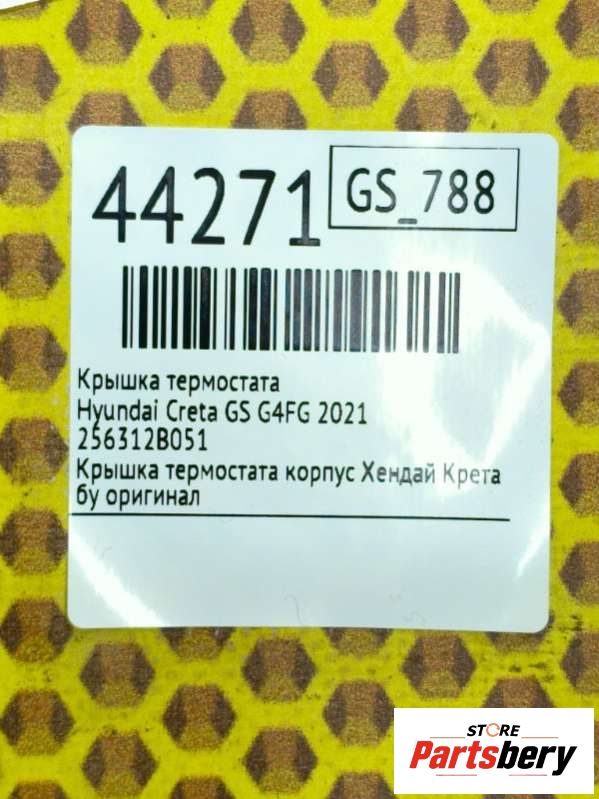 44271
GS_788
Крышка термостата
Hyundai Creta GS G4FG 2021
256312B051
Крышка термостата корпус Хендай Крета
бу оригинал
STORE
Partsbery